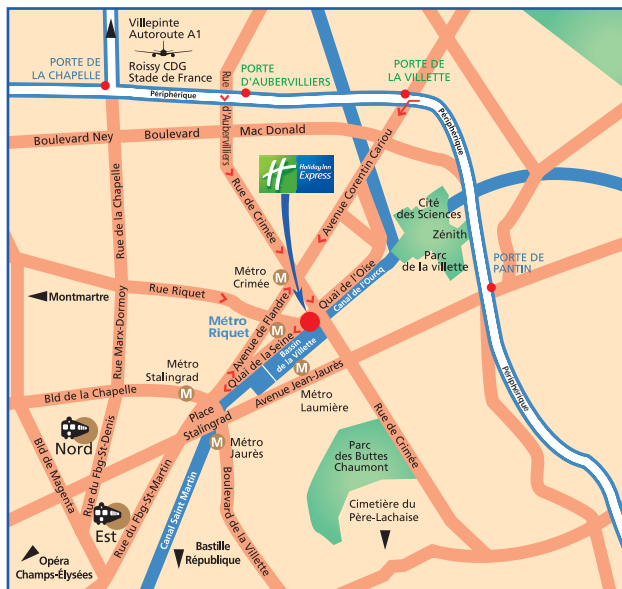 Villepinte
Autoroute A1
Roissy CDG
Stade de France
PORTE DE
LA CHAPELLE
PORTE
D'AUBERVILLIERS
PORTE DE
LA VILLETTE
Périphérique
Périphérique
Périphérique
Périphérique
Rue d'Aubervilliers
Boulevard Ney
Boulevard Mac Donald
Avenue Corentin Cariou
Rue de la Chapelle
Rue de Crimée
H
Holiday Inn
Express
Cité
des Sciences
Zénith
Parc
de la villette
PORTE DE
PANTIN
Métro
Crimée
M
Quai de l'Oise
Canal de l'Ourcq
Montmartre
Rue Riquet
Avenue de Flandre
Métro
Riquet
M
Quai de la Seine
Bassin
de la Villette
Rue Marx-Dormoy
Métro
Stalingrad
M
M
Métro
Laumière
Avenue Jean-Jaurès
Bld de la Chapelle
Place
Stalingrad
M
Métro
Jaurès
Rue de Crimée
Nord
Bld de Magenta
Rue du Fbg-St-Denis
Est
Rue du Fbg-St-Martin
Canal Saint Martin
Boulevard de la Villette
Parc
des Buttes
Chaumont
Cimetière du
Père-Lachaise
Opéra
Champs-Élysées
Bastille
République